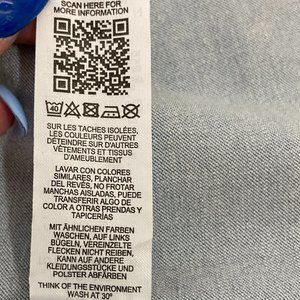 SCAN HERE FOR
MORE INFORMATION
40
SUR LES TACHES ISOLÉES,
LES COULEURS PEUVENT
DÉTEINDRE SUR D'AUTRES
VÊTEMENTS ET TISSUS
D'AMEUBLEMENT
LAVAR CON COLORES
SIMILARES, PLANCHAR
DEL REVÉS, NO FROTAR
MANCHAS AISLADAS, PUEDE
TRANSFERIR ALGO DE
COLOR A OTRAS PRENDAS Y
TAPICERÍAS
MIT ÄHNLICHEN FARBEN
WASCHEN, AUF LINKS
BÜGELN, VEREINZELTE
FLECKEN NICHT REIBEN,
KANN AUF ANDERE
KLEIDUNGSSTÜCKE UND
POLSTER ABFÄRBEN
THINK OF THE ENVIRONMENT
WASH AT 30°